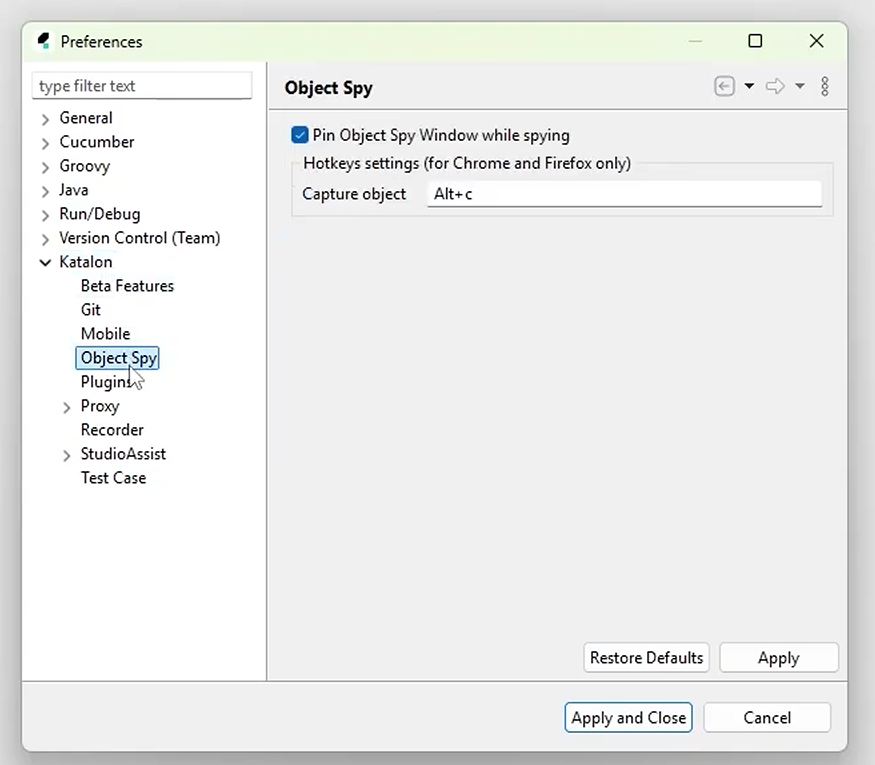 Preferences
type filter text
General
Cucumber
Groovy
Java
Run/Debug
Version Control (Team)
Katalon
Beta Features
Git
Mobile
Object Spy
Plugins
Proxy
Recorder
StudioAssist
Test Case
Object Spy
Pin Object Spy Window while spying
Hotkeys settings (for Chrome and Firefox only)
Capture object Alt+c
Restore Defaults Apply
Apply and Close Cancel